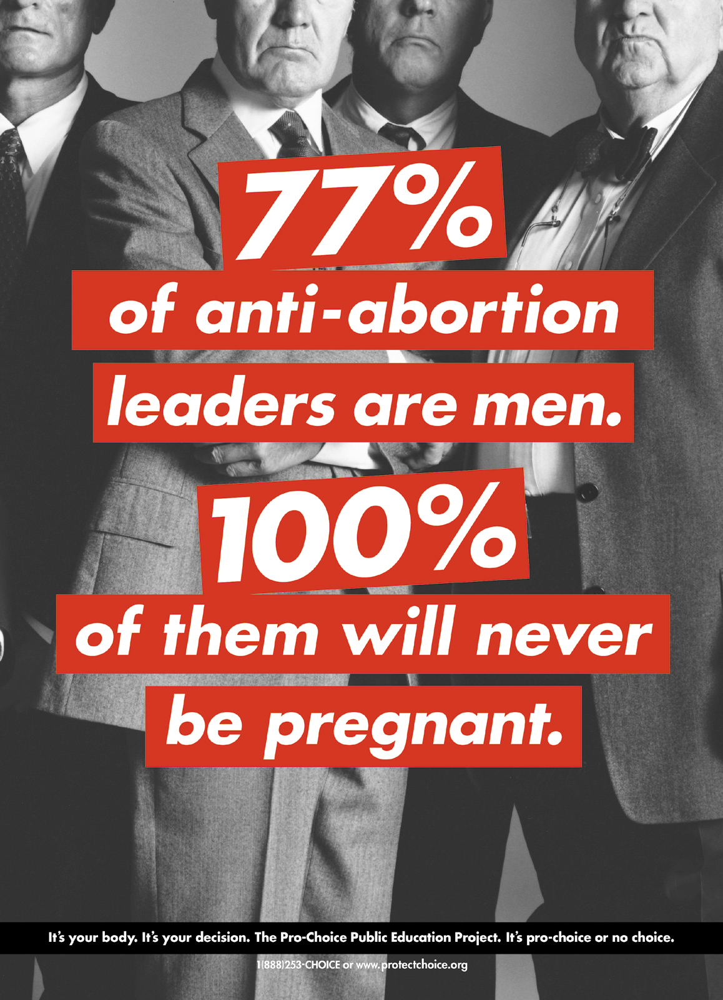 77%
of anti-abortion
leaders are men.
100%
of them will never
be pregnant.
It's your body. It's your decision. The Pro-Choice Public Education Project. It's pro-choice or no choice.
1(888)253-CHOICE or www.protectchoice.org